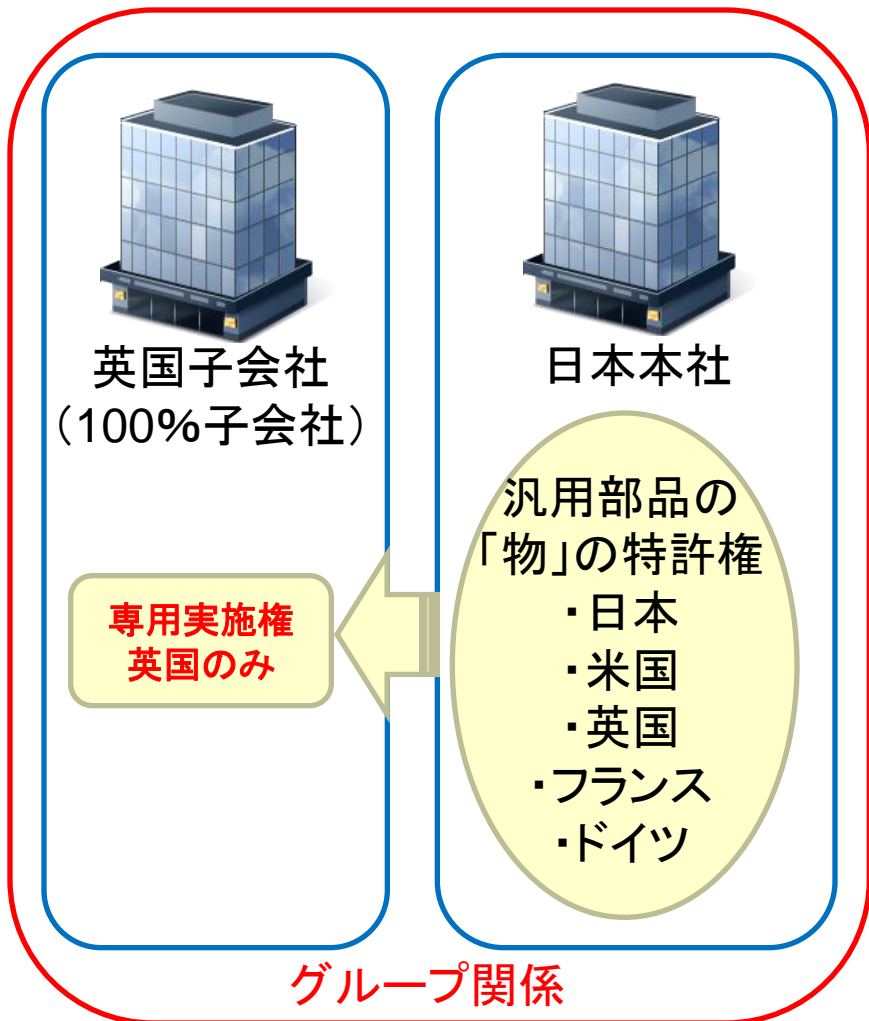 英国子会社
（100%子会社）
専用実施権
英国のみ
日本本社
汎用部品の
「物」の特許権
・日本
・米国
・英国
・フランス
・ドイツ
グループ関係